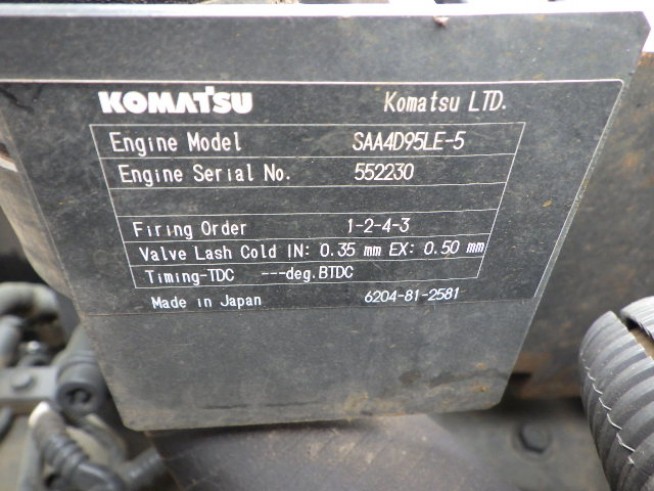 KOMATSU Komatsu LTD.
Engine Model SAA4D95LE-5
Engine Serial No. 552230
Firing Order 1-2-4-3
Valve Lash Cold IN: 0.35 mm EX: 0.50 mm
Timing-TDC ---deg.BTDC
Made in Japan 6204-81-2581